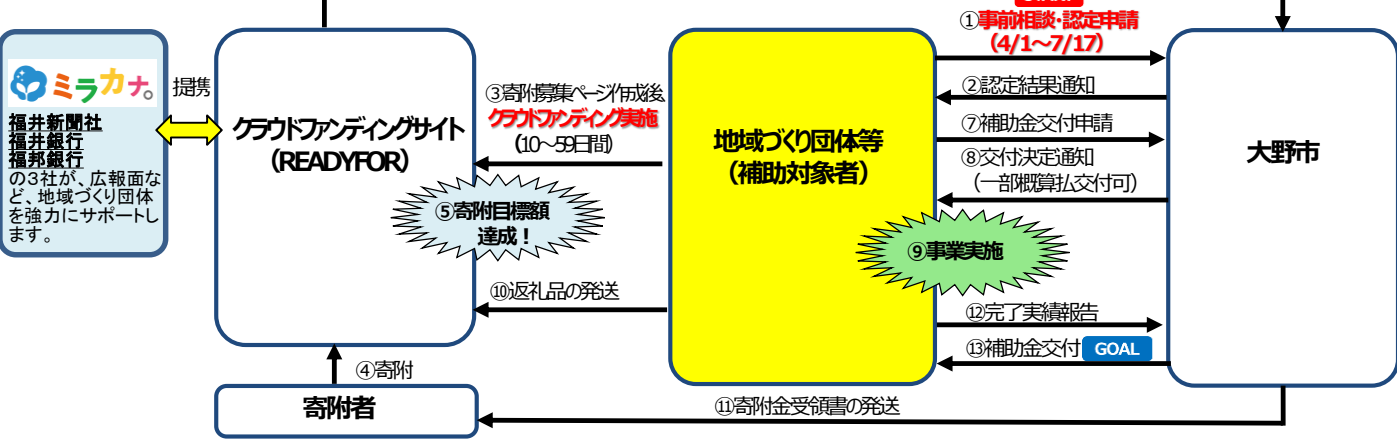 ①事前相談・認定申請
(4/1～7/17)
ミラカナ。
福井新聞社
福井銀行
福邦銀行
の3社が、広報面な
ど、地域づくり団体
を強力にサポートし
ます。
提携
クラウドファンディングサイト
(READYFOR)
③寄附募集ページ作成後、
クラウドファンディング実施
(10～59日間)
⑤寄附目標額
達成！
⑩返礼品の発送
④寄附
寄附者
地域づくり団体等
(補助対象者)
②認定結果通知
⑦補助金交付申請
⑧交付決定通知
(一部概算払交付可)
⑨事業実施
⑫完了実績報告
⑬補助金交付 GOAL
大野市
⑪寄附金受領書の発送